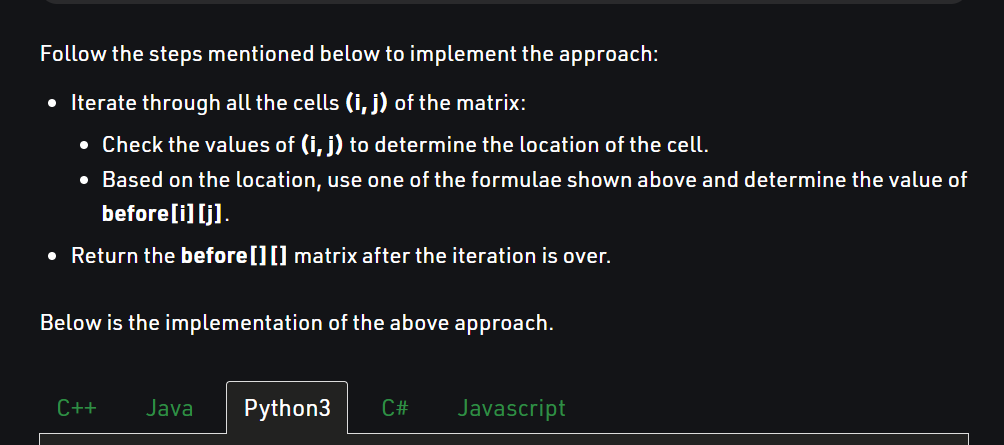 Follow the steps mentioned below to implement the approach:
• Iterate through all the cells (i, j) of the matrix:
• Check the values of (i, j) to determine the location of the cell.
• Based on the location, use one of the formulae shown above and determine the value of
before[i][j].
• Return the before[][] matrix after the iteration is over.
Below is the implementation of the above approach.
C++ Java Python3 C# Javascript